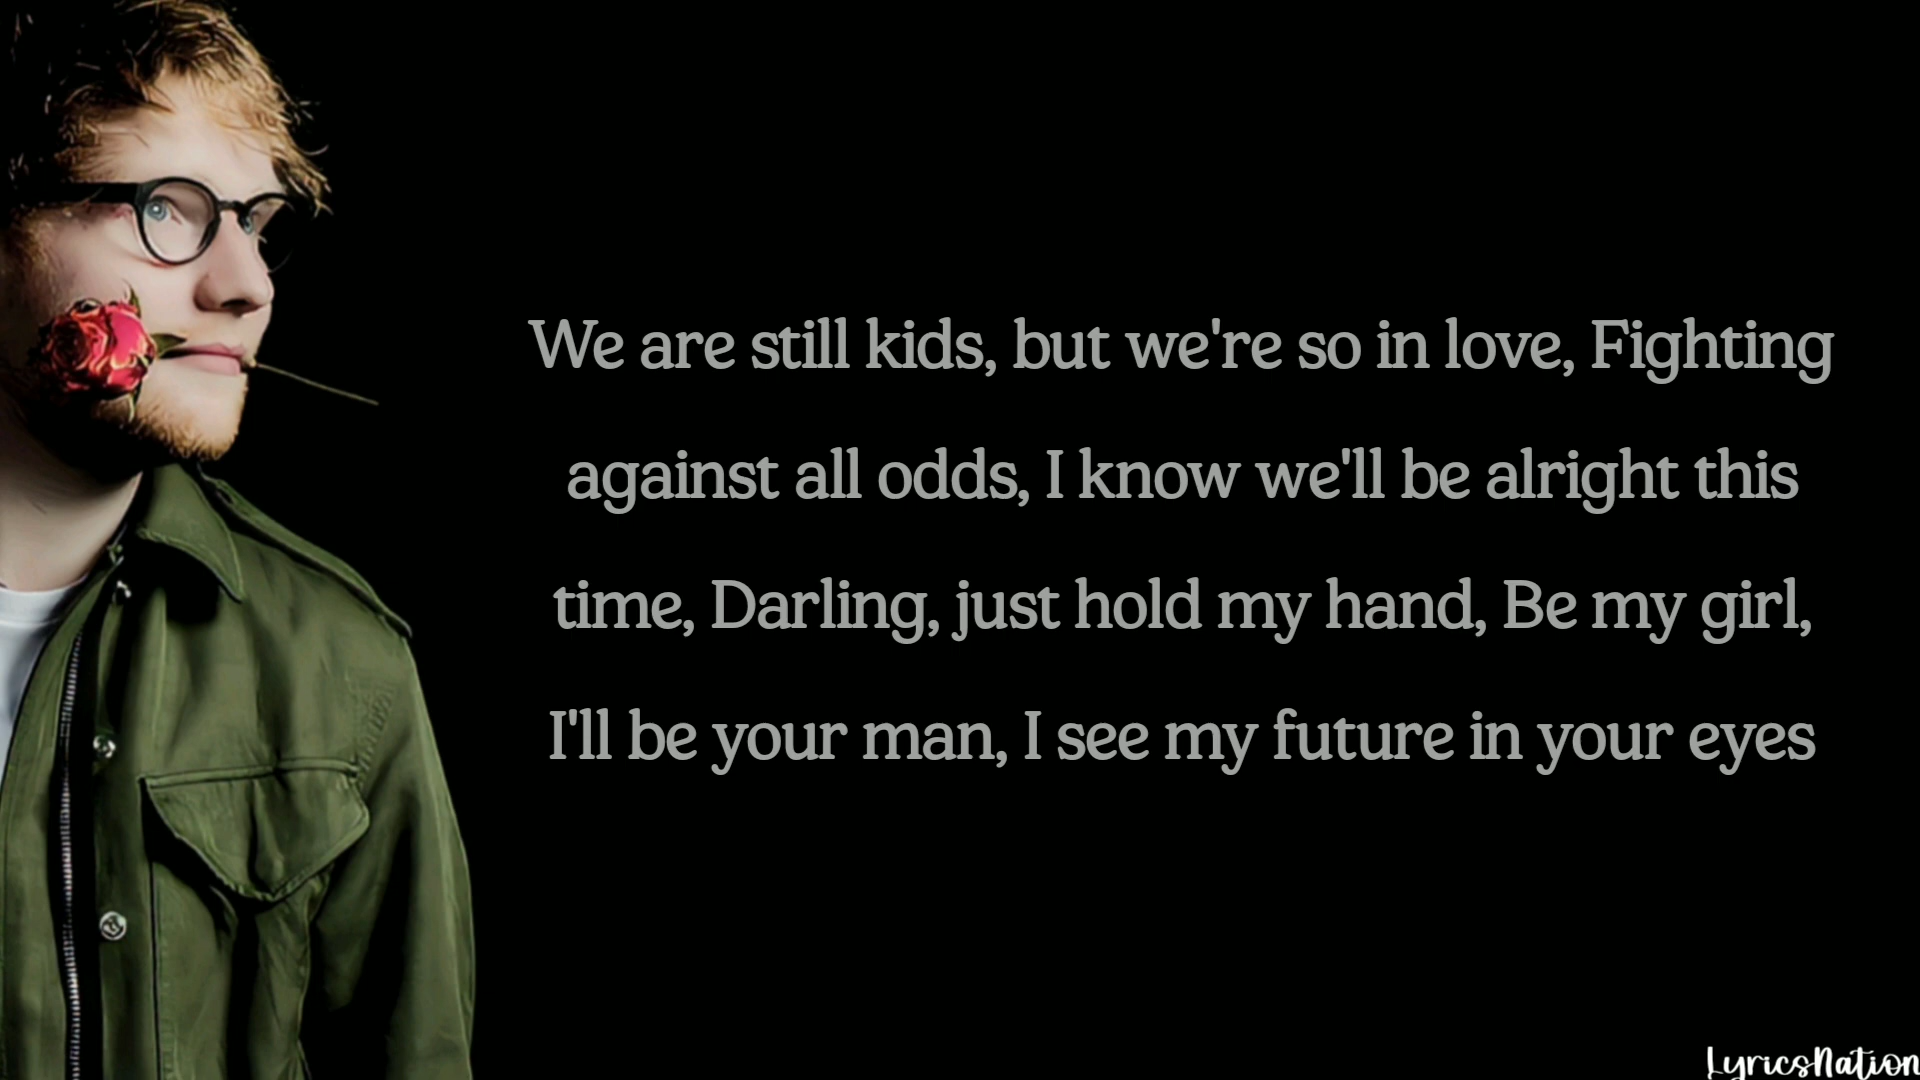 We are still kids, but we're so in love, Fighting
against all odds, I know we'll be alright this
time, Darling, just hold my hand, Be my girl,
I'll be your man, I see my future in your eyes
LyricsNation